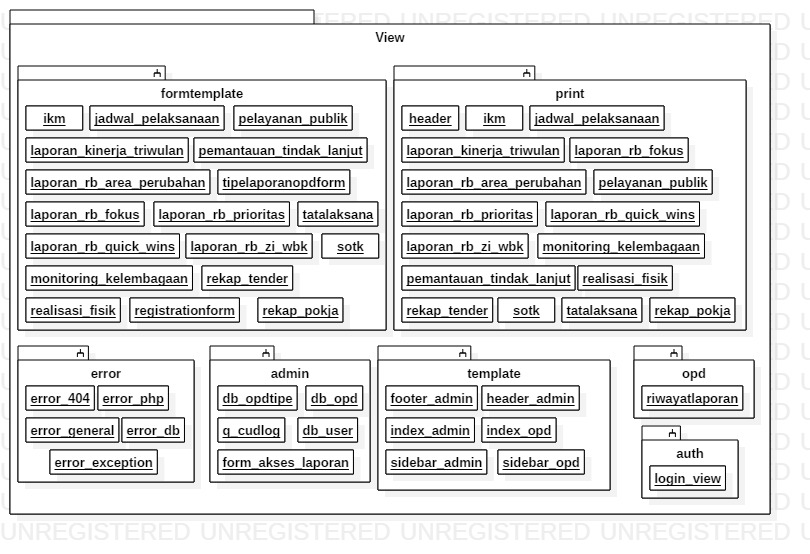 View
formtemplate
ikm jadwal_pelaksanaan pelayanan_publik
laporan_kinerja_triwulan pemantauan_tindak_lanjut
laporan_rb_area_perubahan tipelaporanopdform
laporan_rb_fokus laporan_rb_prioritas tatalaksana
laporan_rb_quick_wins laporan_rb_zi_wbk sotk
monitoring_kelembagaan rekap_tender
realisasi_fisik registrationform rekap_pokja
print
header ikm jadwal_pelaksanaan
laporan_kinerja_triwulan laporan_rb_fokus
laporan_rb_area_perubahan pelayanan_publik
laporan_rb_prioritas laporan_rb_quick_wins
laporan_rb_zi_wbk monitoring_kelembagaan
pemantauan_tindak_lanjut realisasi_fisik
rekap_tender sotk tatalaksana rekap_pokja
error
error_404 error_php
error_general error_db
error_exception
admin
db_opdtipe db_opd
g_cudlog db_user
form_akses_laporan
template
footer_admin header_admin
index_admin index_opd
sidebar_admin sidebar_opd
opd
riwayatlaporan
auth
login_view
UNREGISTERED UNREGISTERED UNREGISTERED UNREGISTERED